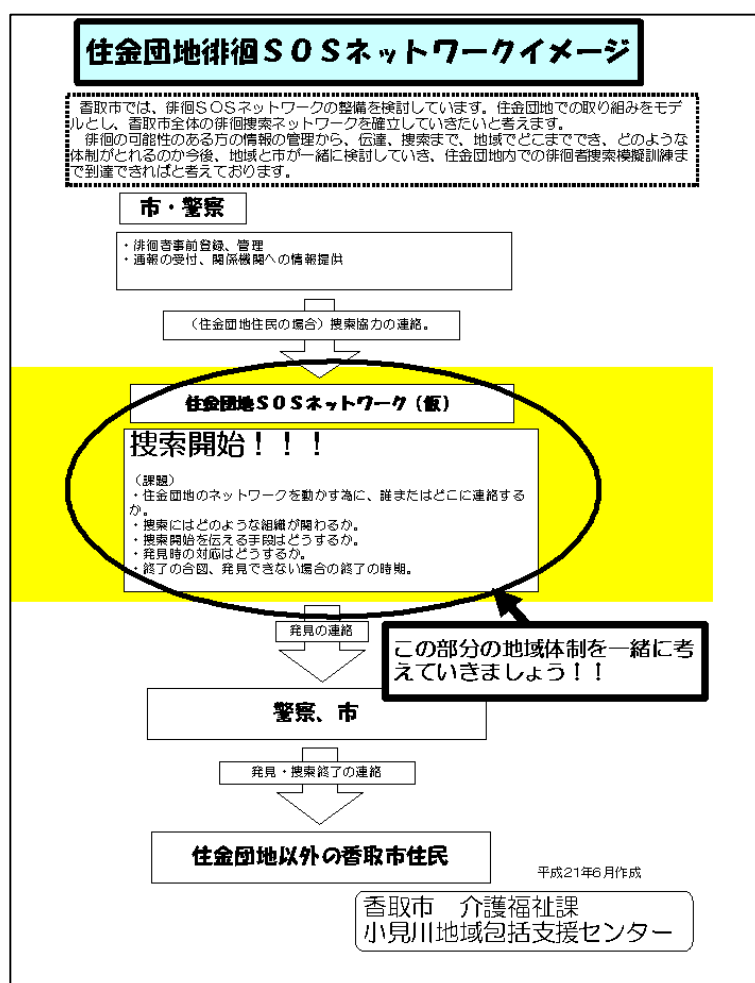 住金団地徘徊SOSネットワークイメージ
香取市では、徘徊SOSネットワークの整備を検討しています。住金団地での取り組みをモデ
ルとし、香取市全体の徘徊捜索ネットワークを確立していきたいと考えます。
徘徊の可能性のある方の情報の管理から、伝達、捜索まで、地域でどこまででき、どのような
体制がとれるのか今後、地域と市が一緒に検討していき、住金団地内での徘徊者捜索模擬訓練ま
で到達できればと考えております。
市・警察
・徘徊者事前登録、管理
・通報の受付、関係機関への情報提供
(住金団地住民の場合)捜索協力の連絡。
住金団地SOSネットワーク(仮)
捜索開始!!!
(課題)
・住金団地のネットワークを動かす為に、誰またはどこに連絡する
か。
・捜索にはどのような組織が関わるか。
・捜索開始を伝える手段はどうするか。
・発見時の対応はどうするか。
・終了の合図、発見できない場合の終了の時期。
発見の連絡
この部分の地域体制を一緒に考
えていきましょう!!
警察、市
発見・捜索終了の連絡
住金団地以外の香取市住民
平成21年6月作成
香取市 介護福祉課
小見川地域包括支援センター